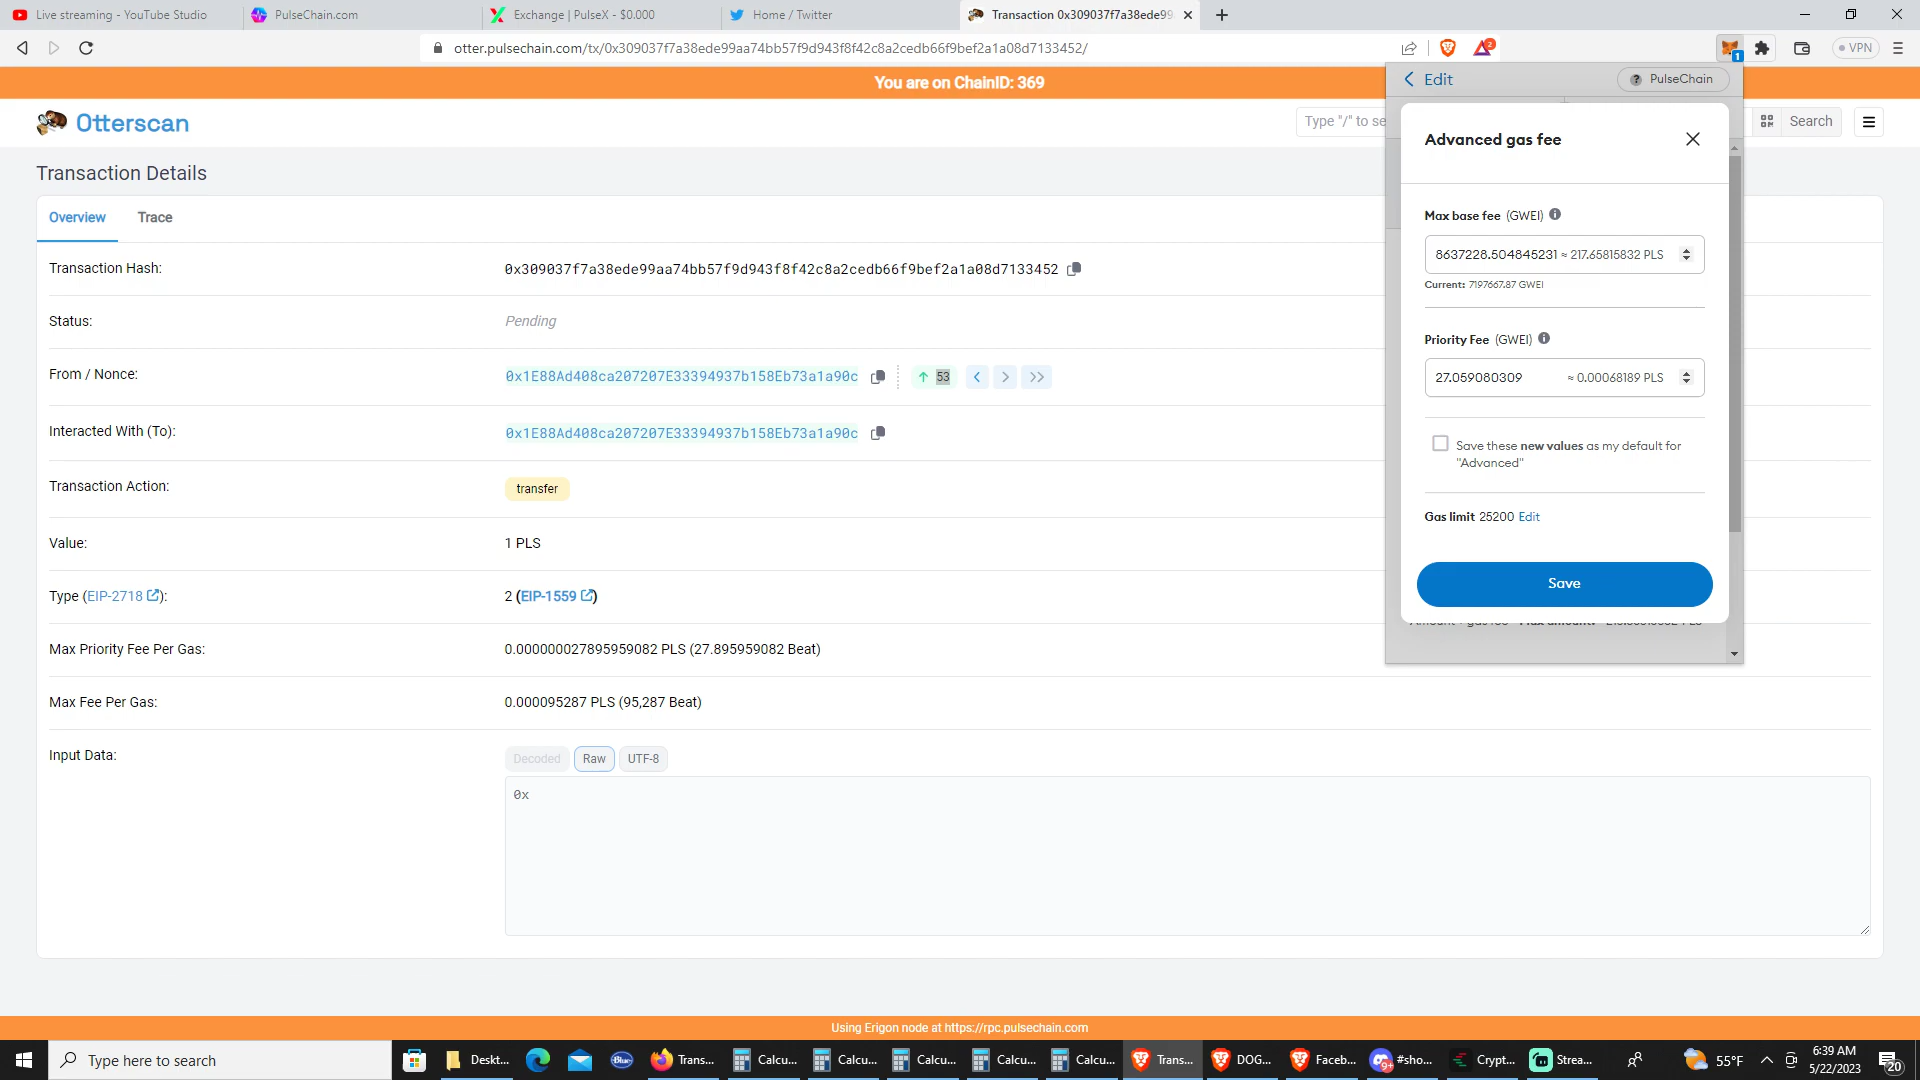 Live streaming - YouTube Studio
PulseChain.com
Exchange | PulseX - $0.000
Home / Twitter
Transaction 0x309037f7a38ede99
otter.pulsechain.com/tx/0x309037f7a38ede99aa74bb57f9d943f8f42c8a2cedb66f9bef2a1a08d7133452/
2
1
VPN
You are on ChainID: 369
Edit
PulseChain
Otterscan
Type "/" to se
Search
Advanced gas fee
Transaction Details
Overview
Trace
Max base fee (GWEI)
8637228.504845231 ≈ 217.65815832 PLS
Current: 7197667.87 GWEI
Transaction Hash:
0x309037f7a38ede99aa74bb57f9d943f8f42c8a2cedb66f9bef2a1a08d7133452
Status:
Pending
Priority Fee (GWEI)
27.059080309 ≈ 0.00068189 PLS
From / Nonce:
0x1E88Ad408ca207207E33394937b158Eb73a1a90c
53
Interacted With (To):
0x1E88Ad408ca207207E33394937b158Eb73a1a90c
Save these new values as my default for
"Advanced"
Transaction Action:
transfer
Gas limit 25200 Edit
Value:
1 PLS
Save
Type (EIP-2718):
2 (EIP-1559)
Max Priority Fee Per Gas:
0.000000027895959082 PLS (27.895959082 Beat)
Max Fee Per Gas:
0.000095287 PLS (95,287 Beat)
Input Data:
Decoded
Raw
UTF-8
0x
Using Erigon node at https://rpc.pulsechain.com
Type here to search
Deskt...
Blue
Trans...
Calcu...
Calcu...
Calcu...
Calcu...
Calcu...
Trans...
DOG...
Faceb...
9+
#sho...
Crypt...
Strea...
55°F
6:39 AM
5/22/2023
20